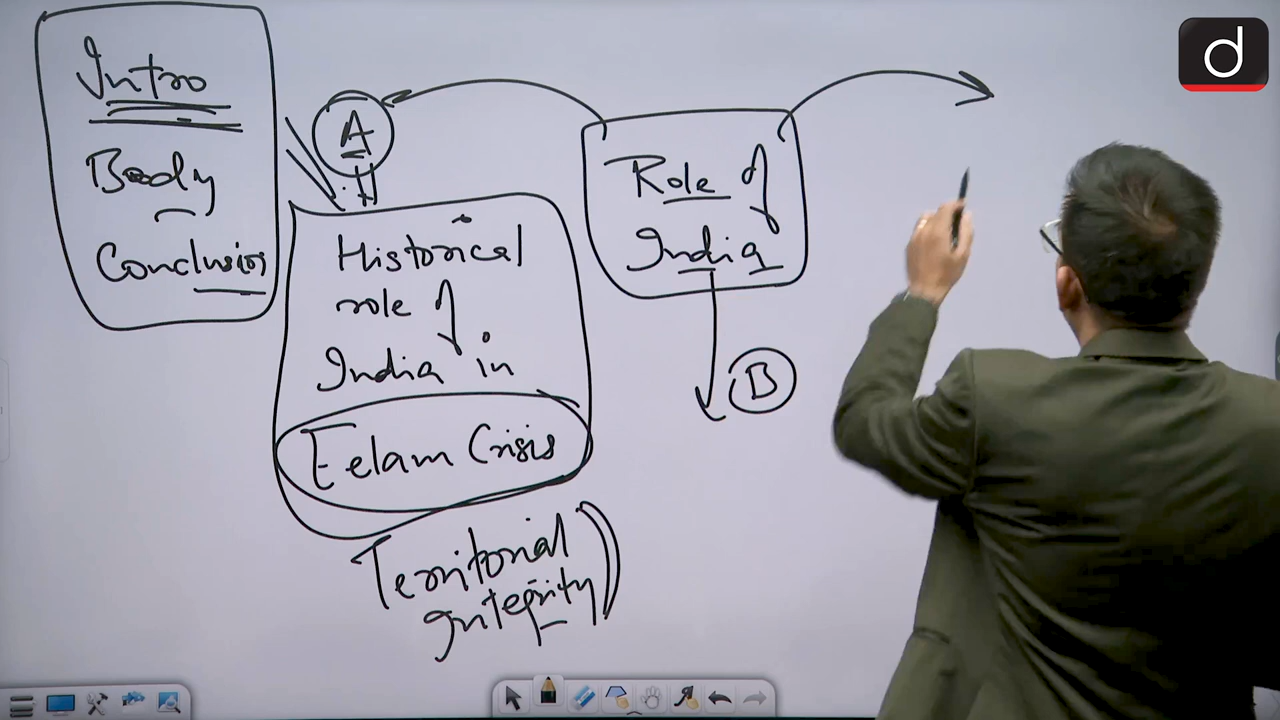 Intro
Body
Conclusion
A
Historical
role of
India in
Eelam Crisis
Territorial
integrity
Role of
India
B
d